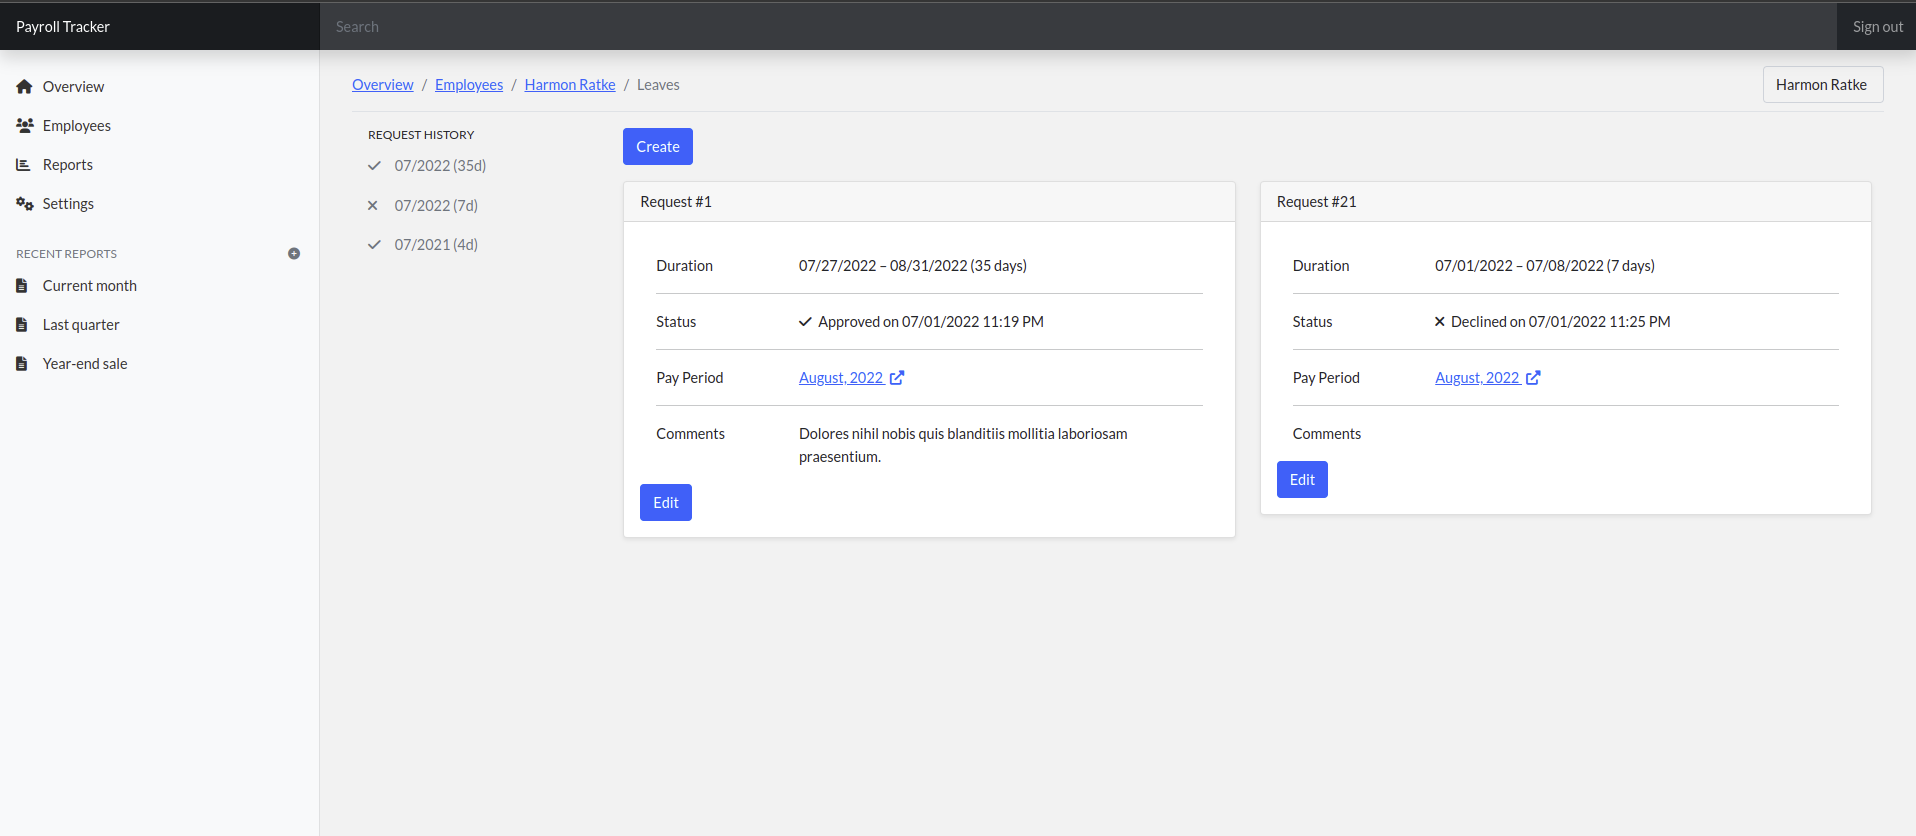 Payroll Tracker
Search
Sign out
Overview
Employees
Reports
Settings
RECENT REPORTS
Current month
Last quarter
Year-end sale
Overview / Employees / Harmon Ratke / Leaves
Harmon Ratke
REQUEST HISTORY
07/2022 (35d)
07/2022 (7d)
07/2021 (4d)
Create
Request #1
Duration 07/27/2022 – 08/31/2022 (35 days)
Status Approved on 07/01/2022 11:19 PM
Pay Period August, 2022
Comments Dolores nihil nobis quis blanditiis mollitia laboriosam
praesentium.
Edit
Request #21
Duration 07/01/2022 – 07/08/2022 (7 days)
Status Declined on 07/01/2022 11:25 PM
Pay Period August, 2022
Comments
Edit